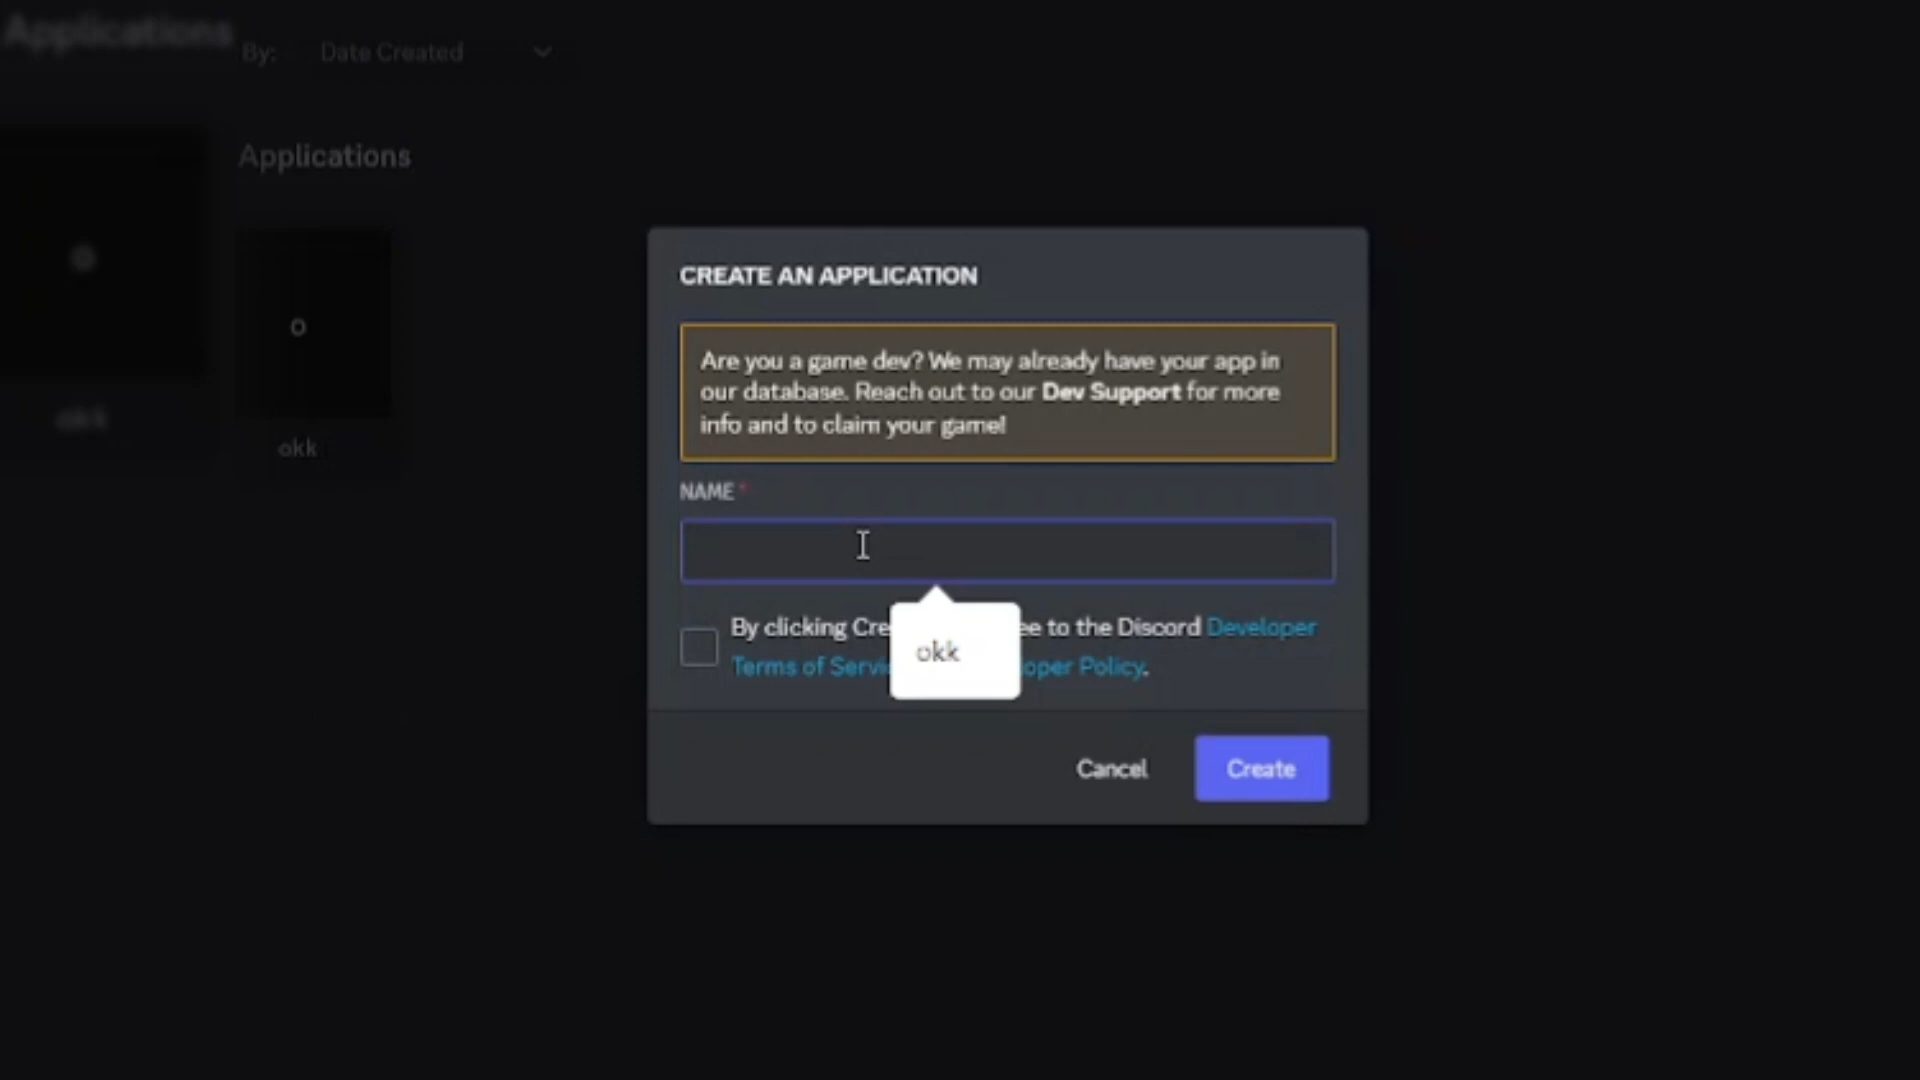 Applications
By: Date Created
Applications
O
okk
CREATE AN APPLICATION
Are you a game dev? We may already have your app in
our database. Reach out to our Dev Support for more
info and to claim your game!
NAME *
By clicking Cre ee to the Discord Developer
Terms of Servi oper Policy.
okk
Cancel
Create